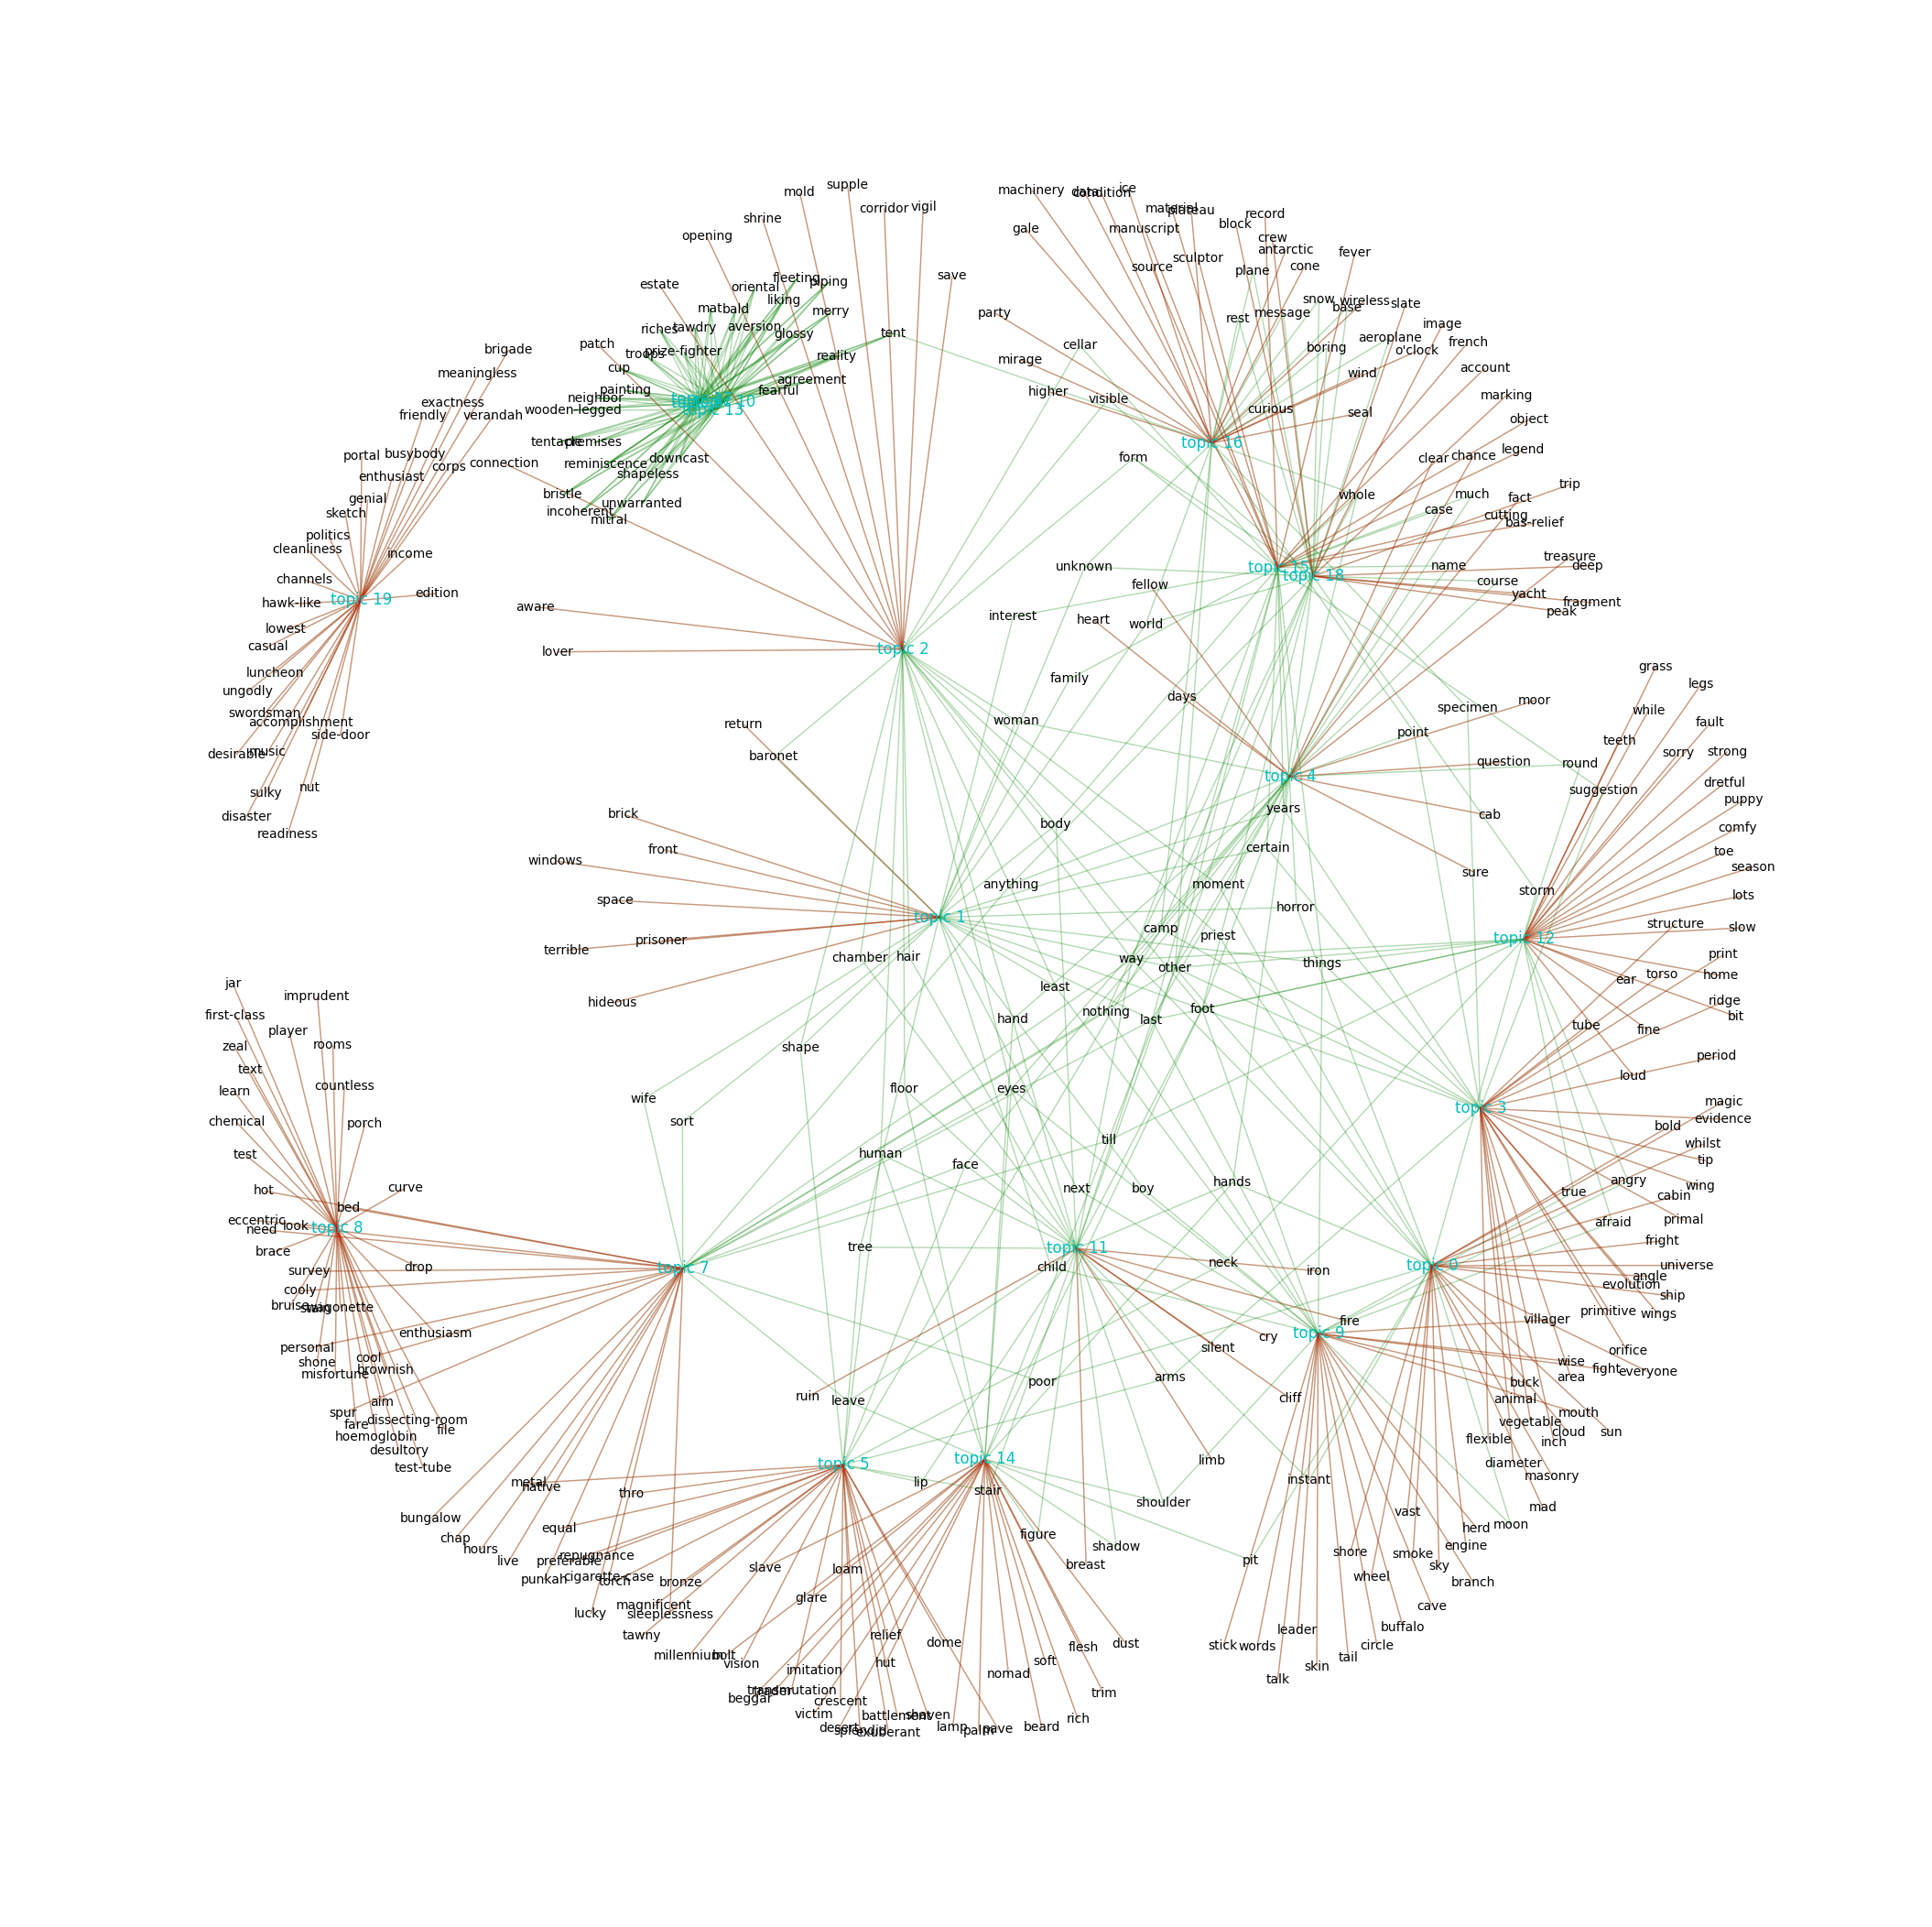 supple
mold
corridor
vigil
shrine
opening
save
estate
fleeting
piping
oriental
liking
mat
bald
merry
riches
tawdry
aversion
glossy
tent
patch
troops
prize-fighter
reality
cup
agreement
painting
fearful
neighbor
wooden-legged
topic 10
topic 13
tentacle
premises
reminiscence
downcast
shapeless
connection
bristle
unwarranted
incoherent
mitral
brigade
meaningless
exactness
friendly
verandah
portal
busybody
corps
enthusiast
genial
sketch
politics
cleanliness
income
channels
edition
hawk-like
topic 19
lowest
casual
luncheon
ungodly
swordsman
accomplishment
side-door
desirable
music
nut
sulky
disaster
readiness
machinery
data
condition
ice
material
plateau
record
gale
manuscript
block
crew
antarctic
fever
source
sculptor
plane
cone
party
rest
message
snow
wireless
base
slate
image
cellar
boring
aeroplane
o'clock
french
mirage
higher
visible
wind
account
curious
seal
marking
object
topic 16
form
clear
chance
legend
whole
much
fact
trip
case
cutting
bas-relief
unknown
topic 15
topic 18
name
treasure
deep
fellow
course
yacht
fragment
peak
interest
heart
world
aware
lover
topic 2
family
days
woman
return
baronet
specimen
moor
point
question
round
suggestion
topic 4
cab
years
sure
grass
legs
while
fault
teeth
sorry
strong
dretful
puppy
comfy
toe
season
storm
lots
slow
structure
topic 12
print
torso
home
ear
ridge
bit
tube
fine
period
loud
brick
front
windows
space
prisoner
terrible
hideous
body
certain
anything
moment
topic 1
horror
camp
priest
chamber
hair
way
other
things
least
nothing
last
foot
hand
shape
floor
eyes
wife
sort
till
human
face
next
boy
hands
topic 3
magic
evidence
bold
whilst
tip
angry
wing
true
cabin
primal
afraid
fright
universe
angle
evolution
ship
primitive
wings
villager
orifice
everyone
wise
fight
area
buck
animal
mouth
vegetable
cloud
sun
inch
flexible
diameter
masonry
mad
jar
imprudent
first-class
player
zeal
rooms
text
countless
learn
chemical
porch
test
hot
curve
bed
eccentric
need
look
topic 8
brace
survey
drop
cooly
bruise
wagonette
enthusiasm
personal
shone
cool
brownish
misfortune
aim
spur
fare
dissecting-room
hoemoglobin
file
desultory
test-tube
topic 7
tree
topic 11
child
neck
iron
topic 0
fire
topic 9
cry
silent
arms
poor
ruin
leave
cliff
limb
instant
topic 5
topic 14
lip
stair
shoulder
metal
native
thro
bungalow
equal
chap
hours
live
preferable
repugnance
punkah
cigarette-case
torch
bronze
lucky
magnificent
sleeplessness
tawny
slave
loam
glare
figure
shadow
breast
pit
millennium
bolt
vision
relief
dome
hut
imitation
beggar
trader
transmutation
victim
crescent
desert
splendid
battlement
shaven
exuberant
lamp
palm
pave
beard
nomad
soft
flesh
dust
trim
rich
vast
herd
moon
engine
shore
smoke
sky
wheel
branch
cave
buffalo
leader
circle
stick
words
tail
skin
talk